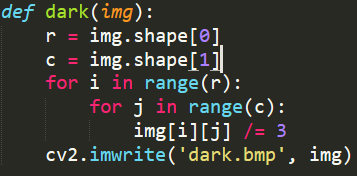 def dark(img):
    r = img.shape[0]
    c = img.shape[1]
    for i in range(r):
        for j in range(c):
            img[i][j] /= 3
    cv2.imwrite('dark.bmp', img)